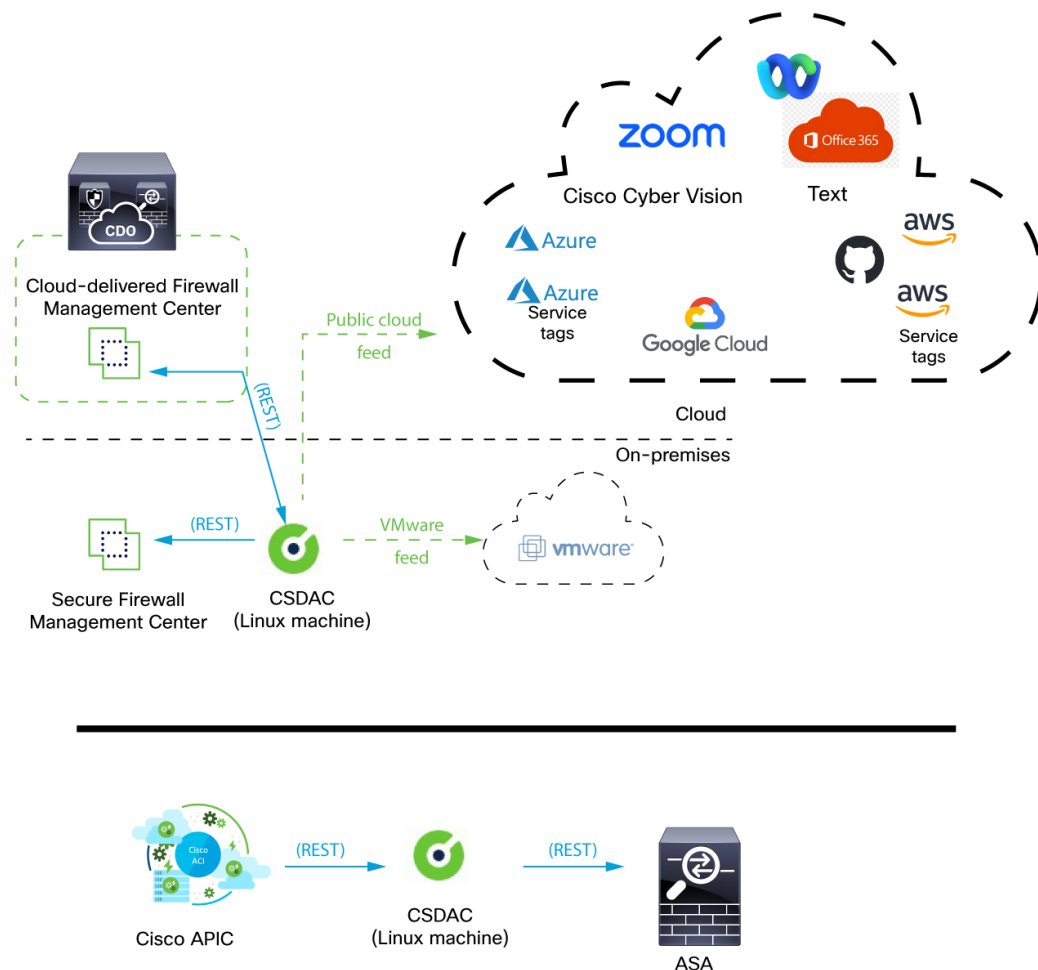 zoom
Office 365
Cisco Cyber Vision
Text
CDO
Cloud-delivered Firewall
Management Center
Azure
Azure
Service
tags
Google Cloud
aws
aws
Service
tags
Public cloud
feed
(REST)
Cloud
On-premises
(REST)
VMware
feed
vmware®
Secure Firewall
Management Center
CSDAC
(Linux machine)
Cisco
ACI
(REST)
(REST)
Cisco APIC
CSDAC
(Linux machine)
ASA